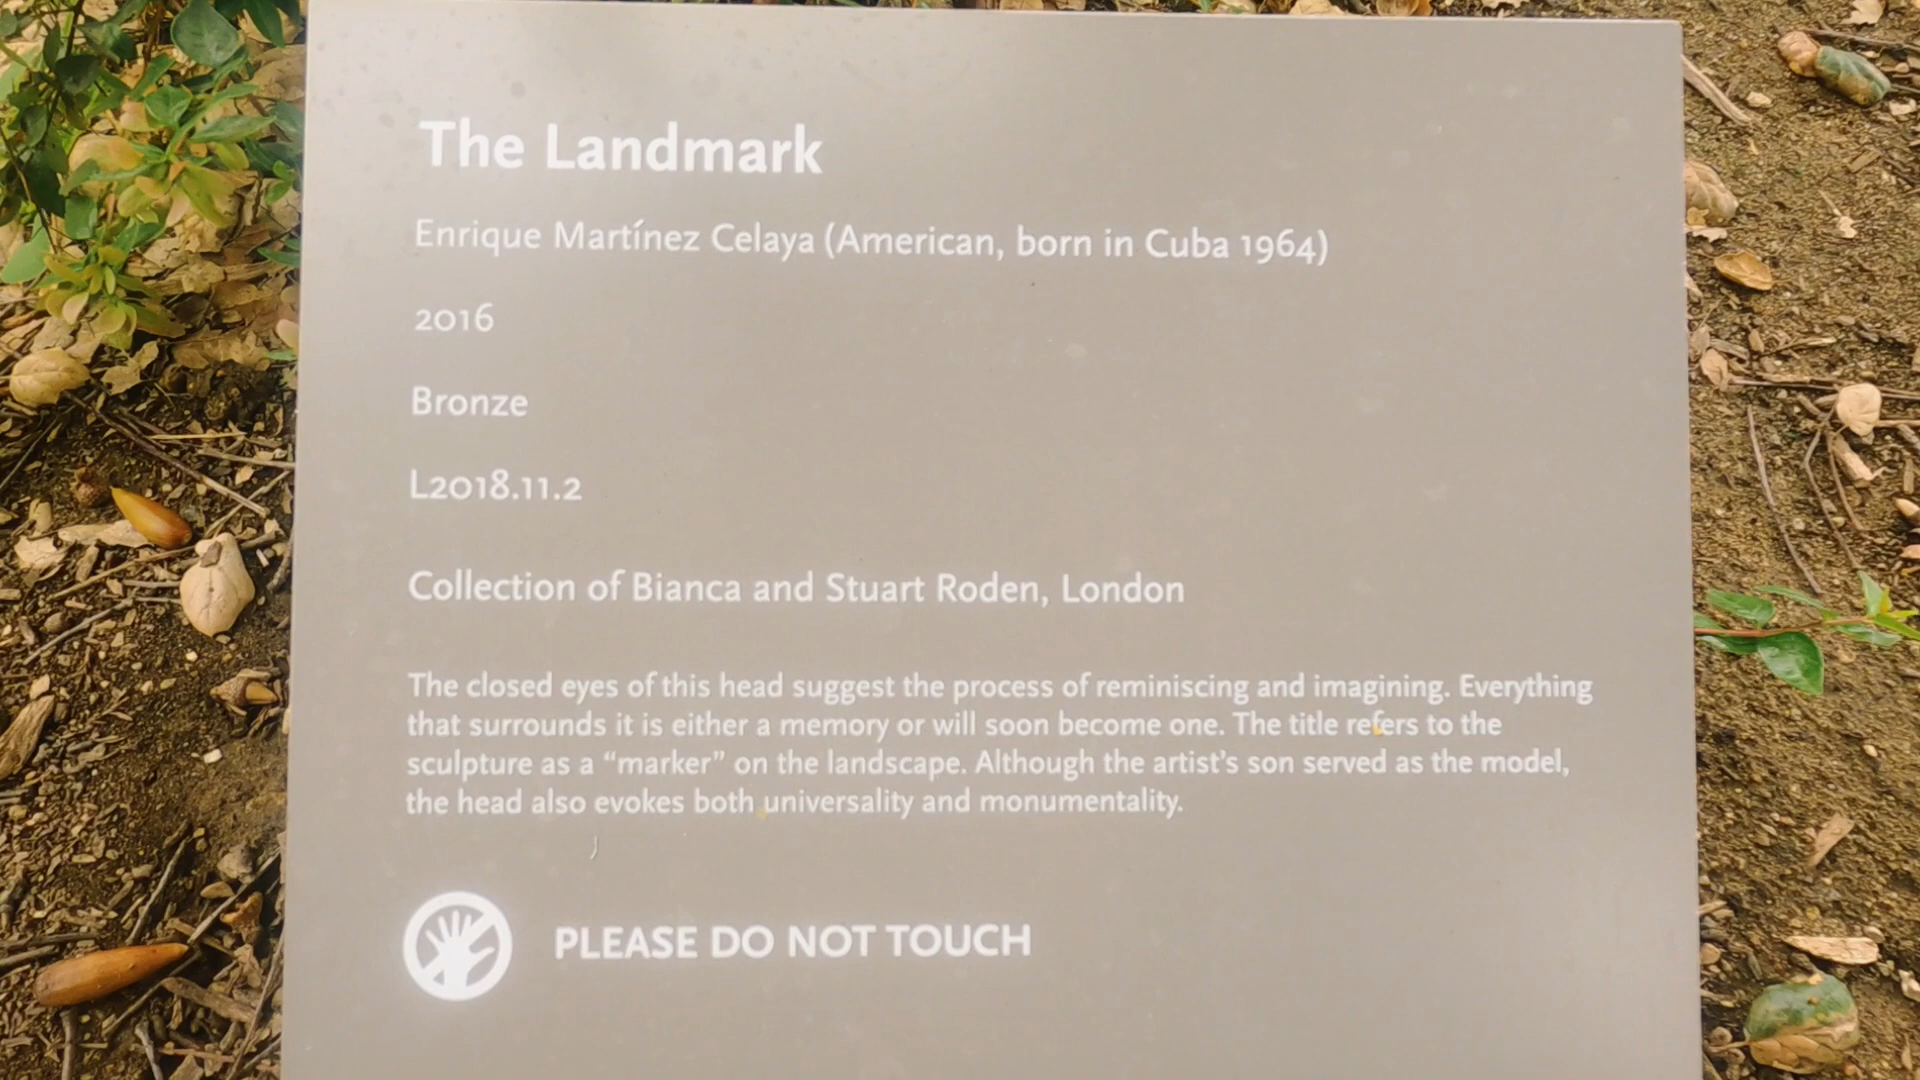 The Landmark
Enrique Martínez Celaya (American, born in Cuba 1964)
2016
Bronze
L2018.11.2
Collection of Bianca and Stuart Roden, London
The closed eyes of this head suggest the process of reminiscing and imagining. Everything
that surrounds it is either a memory or will soon become one. The title refers to the
sculpture as a “marker” on the landscape. Although the artist’s son served as the model,
the head also evokes both universality and monumentality.
PLEASE DO NOT TOUCH